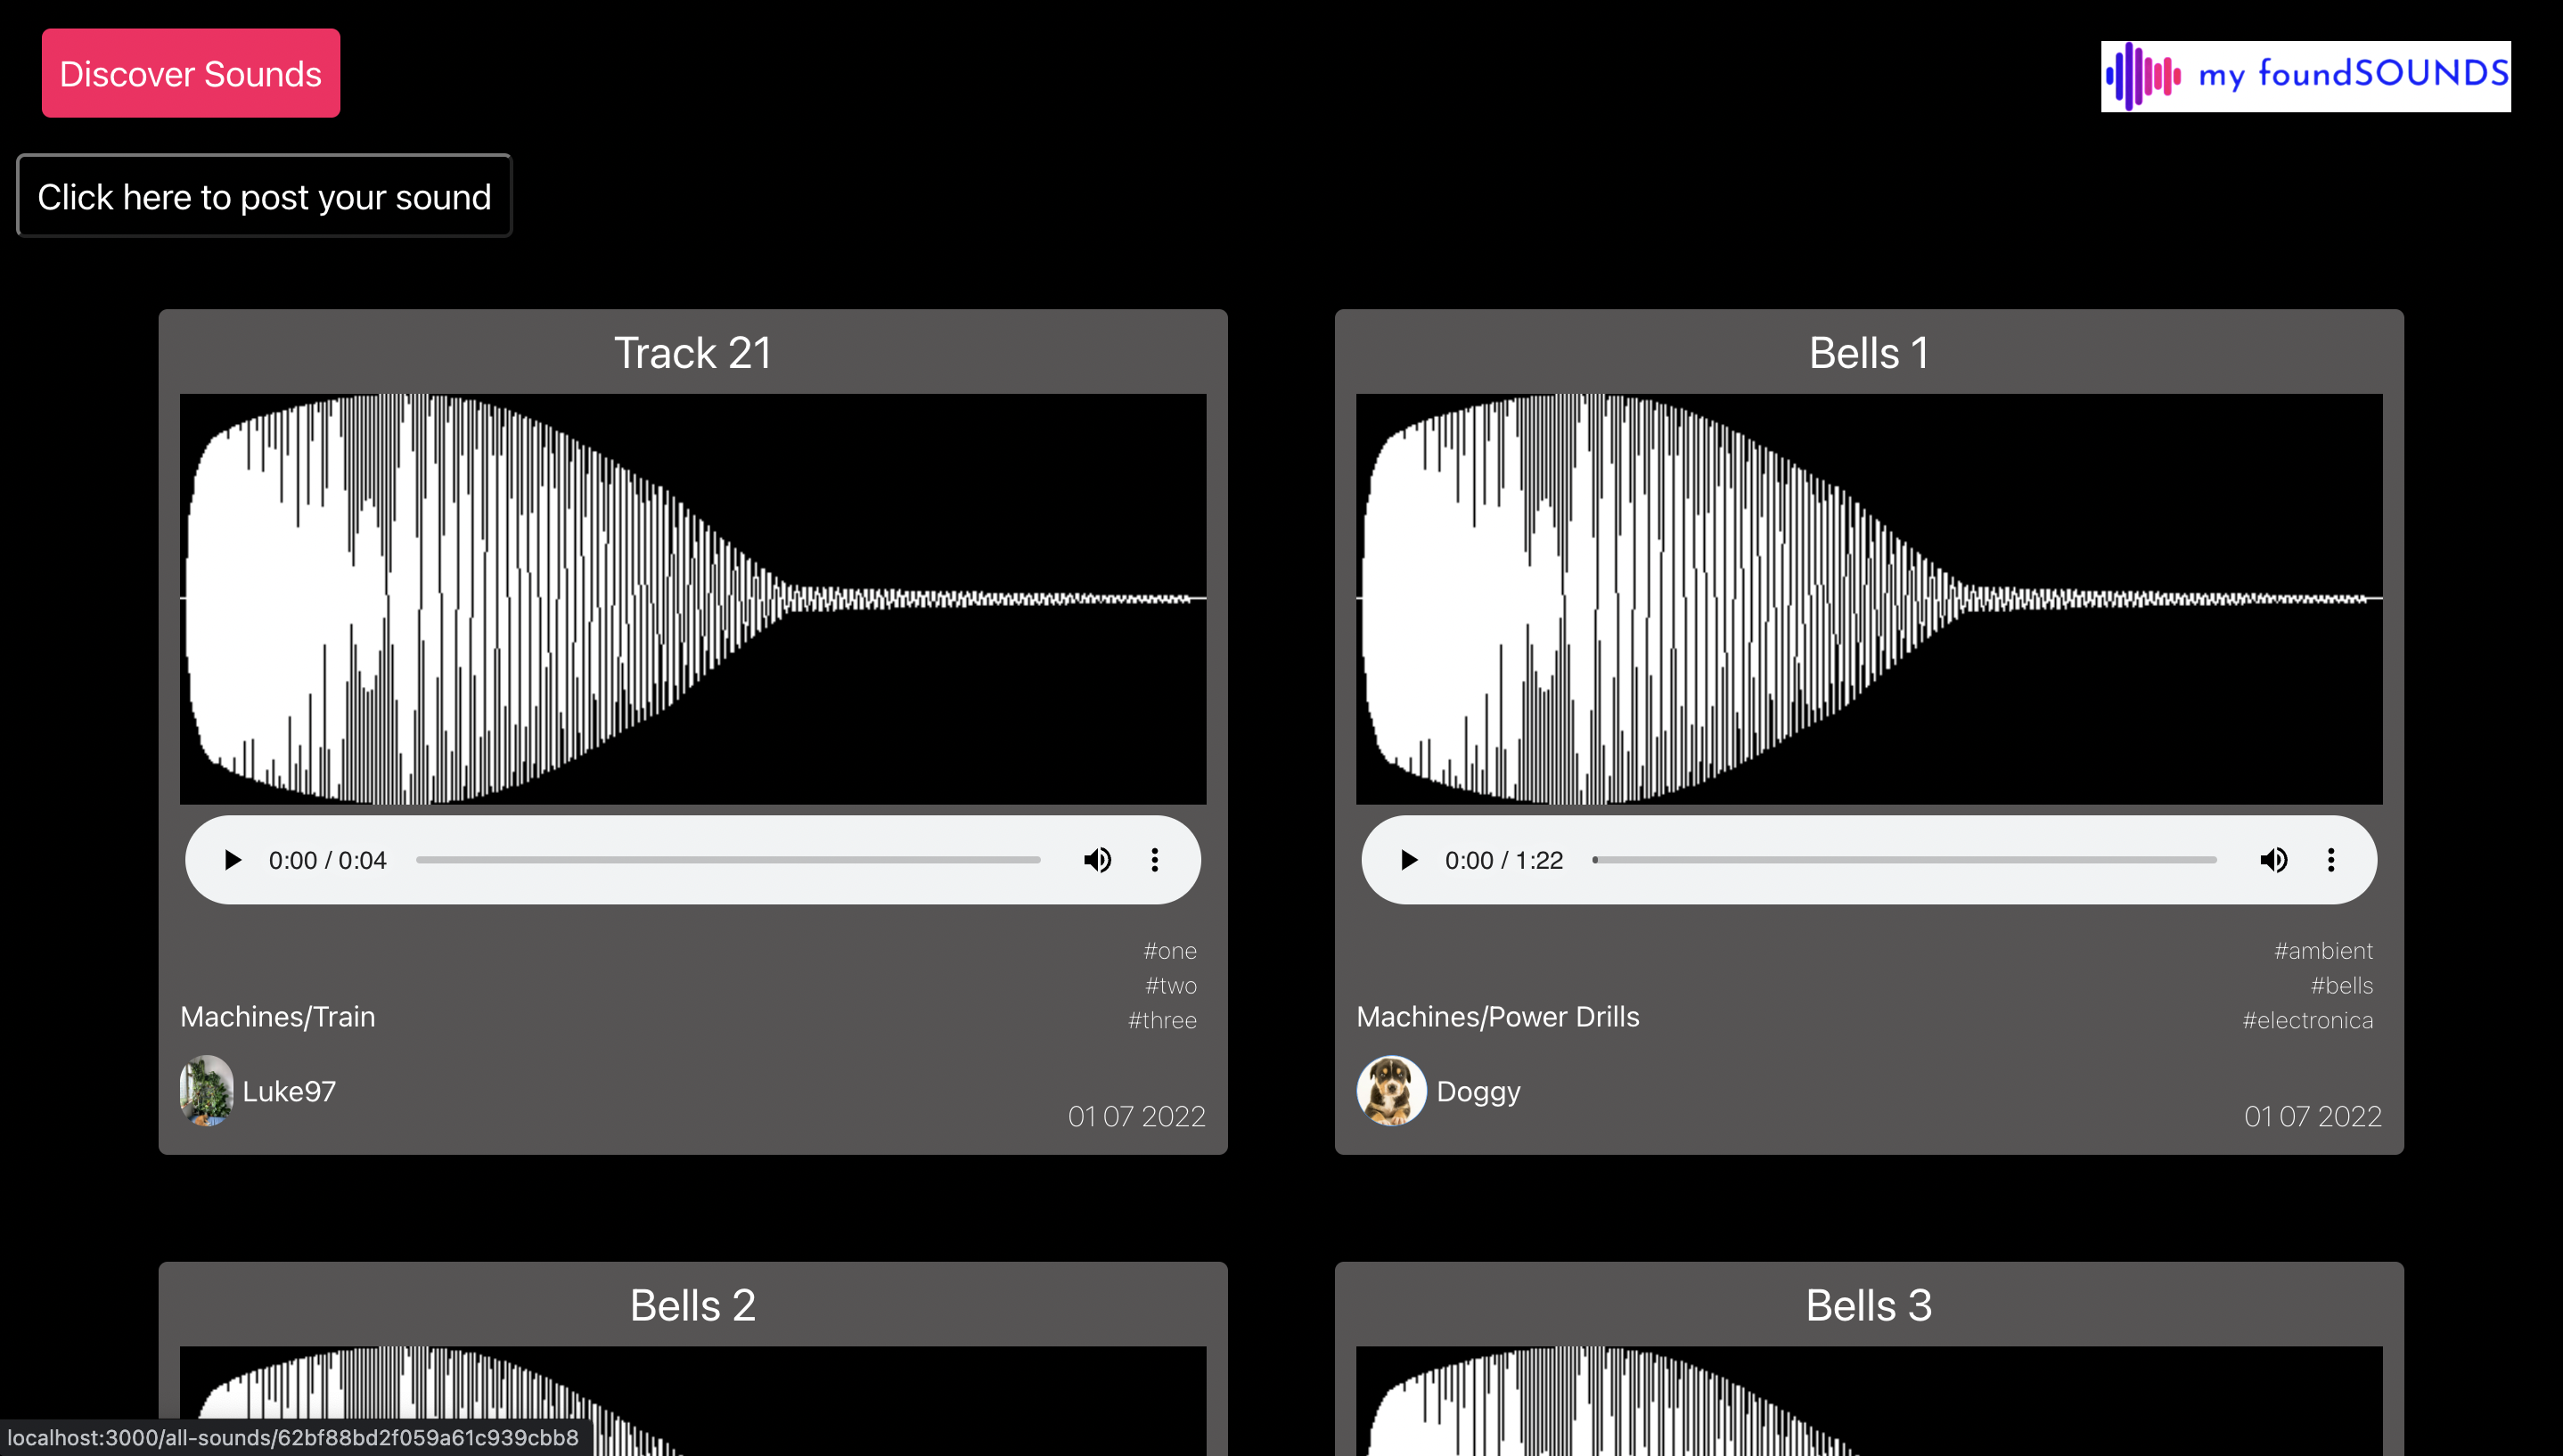 Discover Sounds
my foundSOUNDS
Click here to post your sound
Track 21
0:00 / 0:04
#one
#two
#three
Machines/Train
Luke97
01 07 2022
Bells 1
0:00 / 1:22
#ambient
#bells
#electronica
Machines/Power Drills
Doggy
01 07 2022
Bells 2
Bells 3
localhost:3000/all-sounds/62bf88bd2f059a61c939cbb8